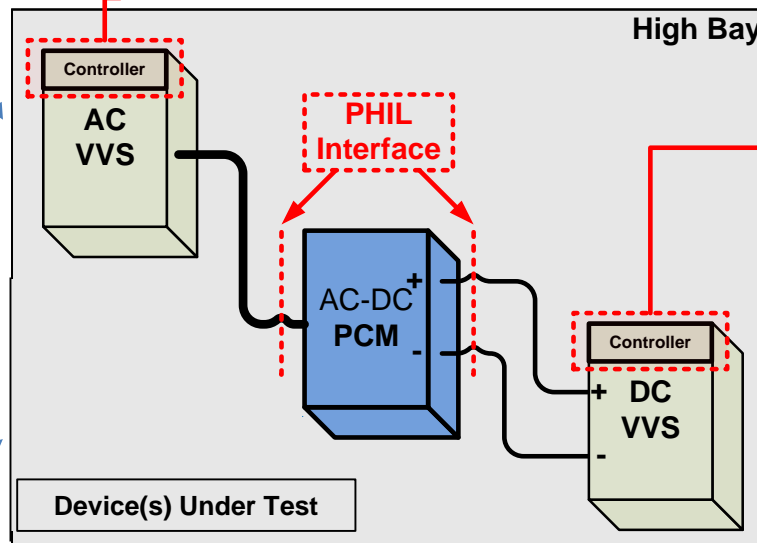 High Bay
Controller
AC
VVS
PHIL
Interface
AC-DC
PCM
+
-
Controller
+
-
DC
VVS
Device(s) Under Test